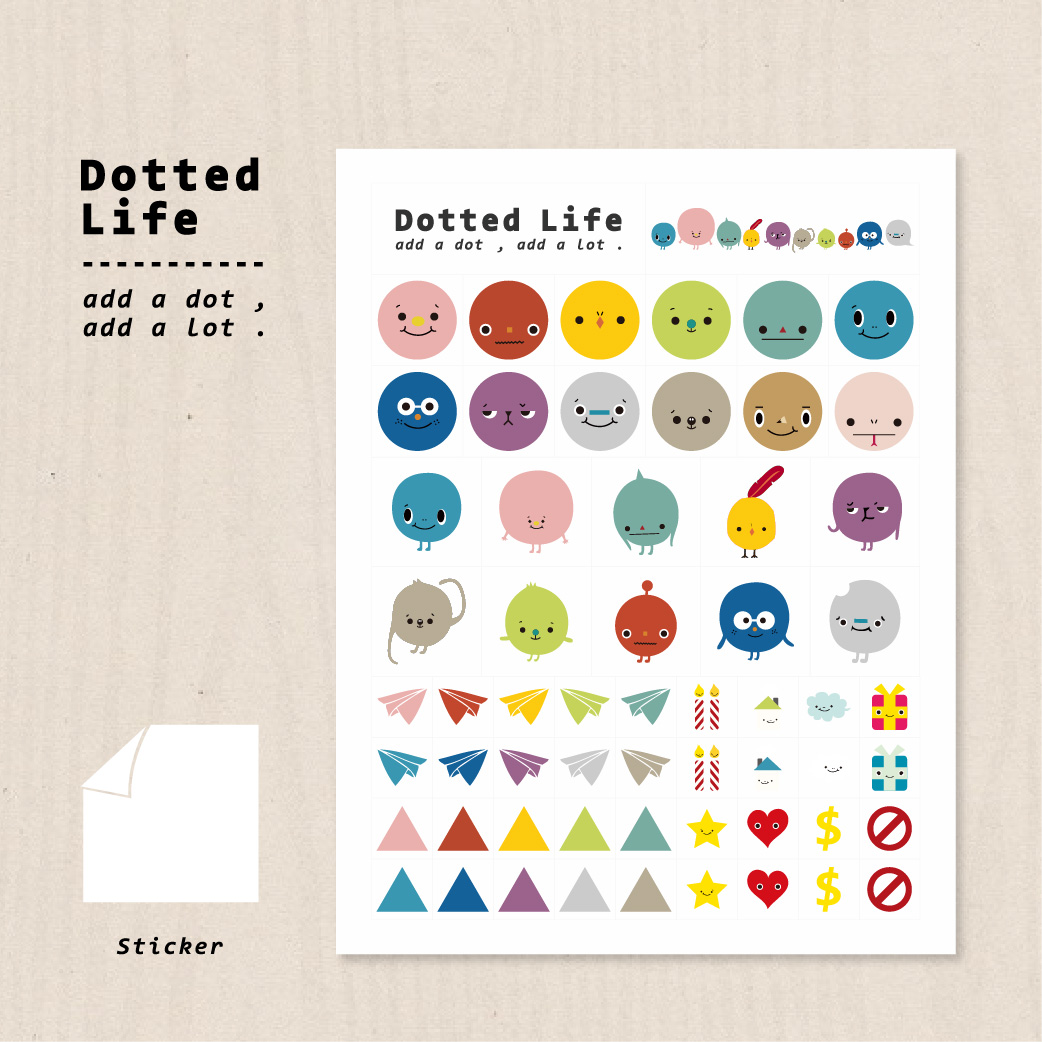 Dotted
Life
-----------
add a dot ,
add a lot .
Sticker
Dotted Life
add a dot , add a lot .
$
$